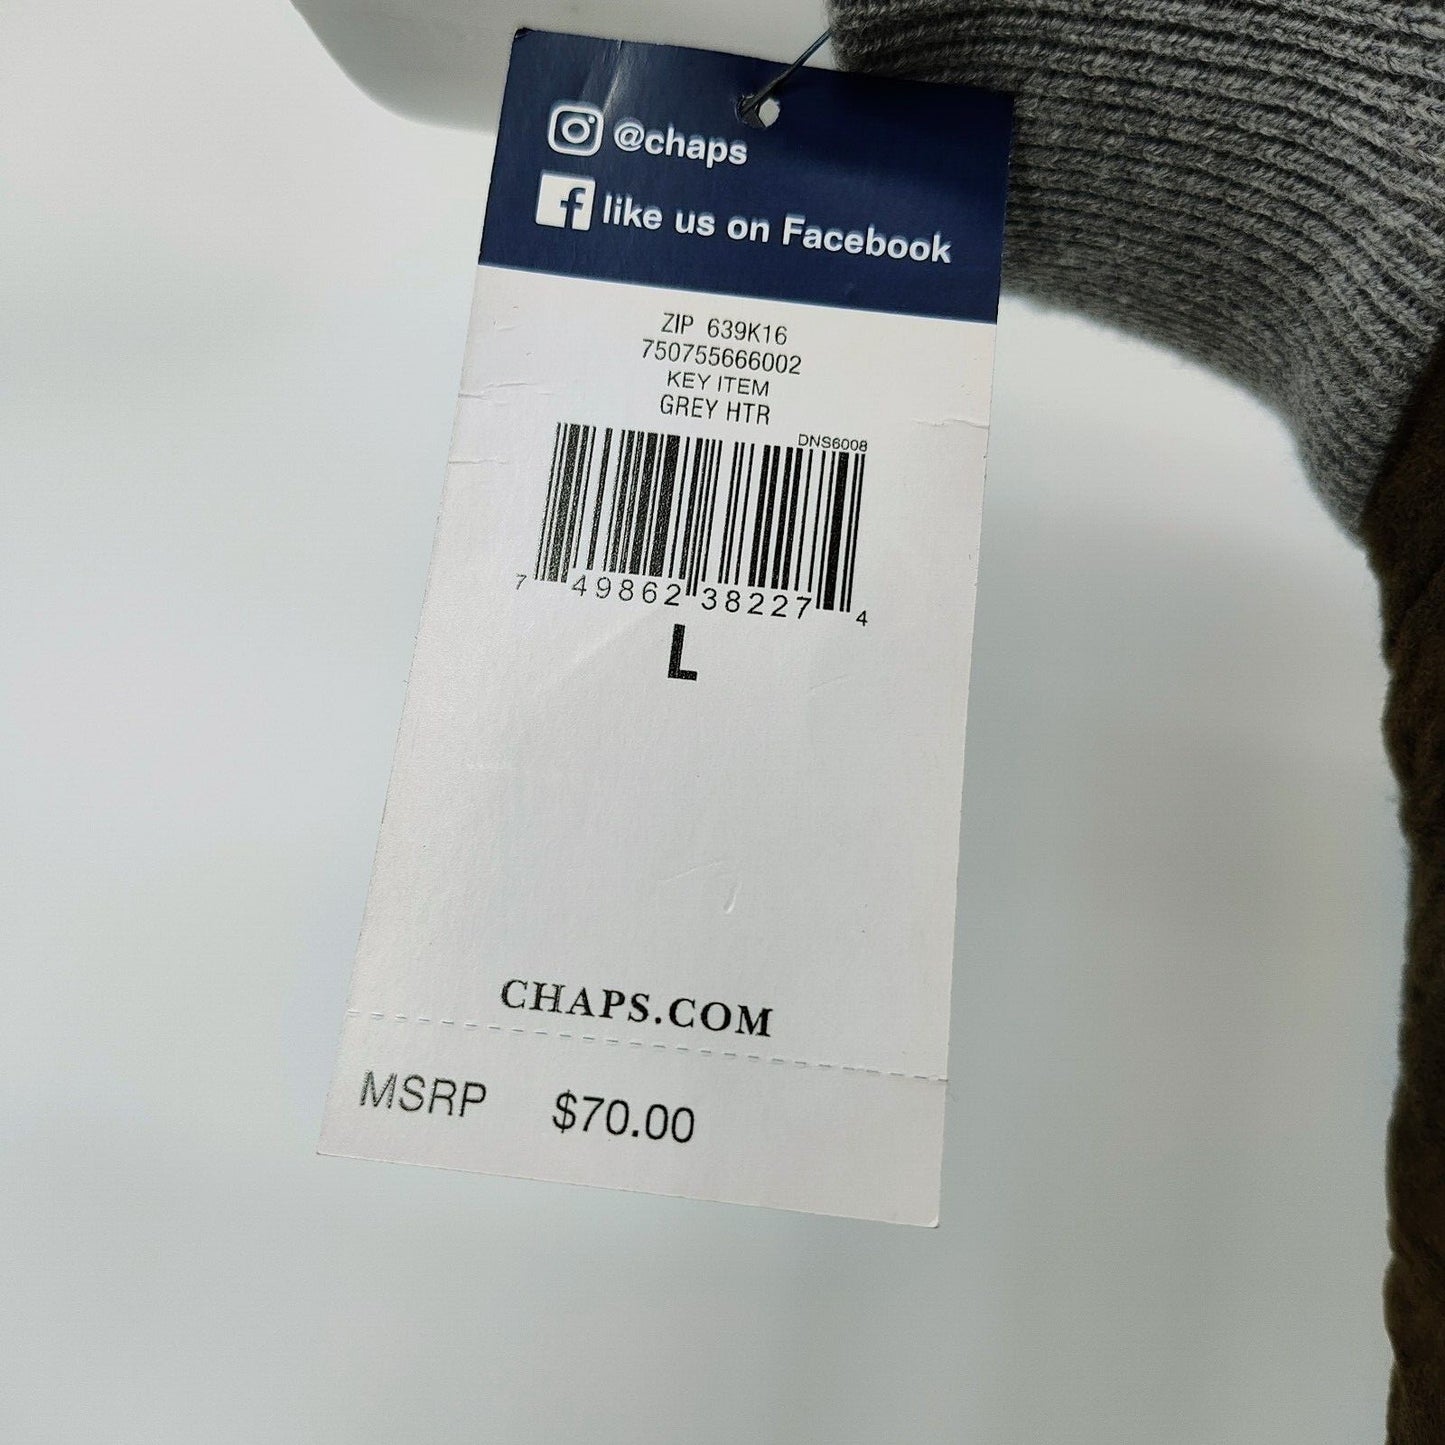 @chaps
like us on Facebook
ZIP 639K16
750755666002
KEY ITEM
GREY HTR
DNS6008
7 49862 38227 4
L
CHAPS.COM
MSRP $70.00